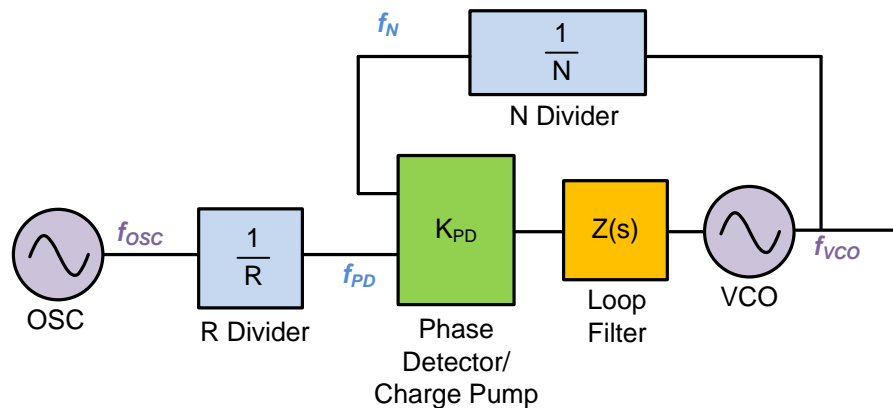 f_N
1
N
N Divider
f_OSC
1
R
f_PD
K_PD
Z(s)
f_VCO
OSC
R Divider
Phase
Detector/
Charge Pump
Loop
Filter
VCO